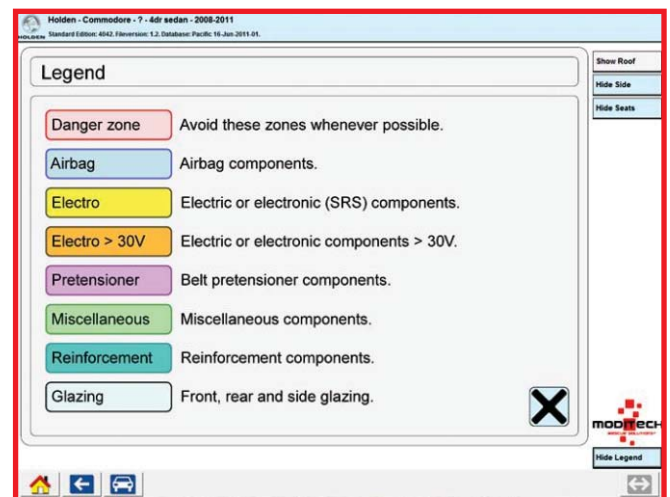 Holden - Commodore - ? - 4dr sedan - 2008-2011
Standard Edition: 4042. Fileversion: 1.2. Database: Pacific 16-Jun-2011-01.
HOLDEN
Legend
Danger zone Avoid these zones whenever possible.
Airbag Airbag components.
Electro Electric or electronic (SRS) components.
Electro > 30V Electric or electronic components > 30V.
Pretensioner Belt pretensioner components.
Miscellaneous Miscellaneous components.
Reinforcement Reinforcement components.
Glazing Front, rear and side glazing.
Show Roof
Hide Side
Hide Seats
MODITECH
RESCUE SOLUTIONS
Hide Legend